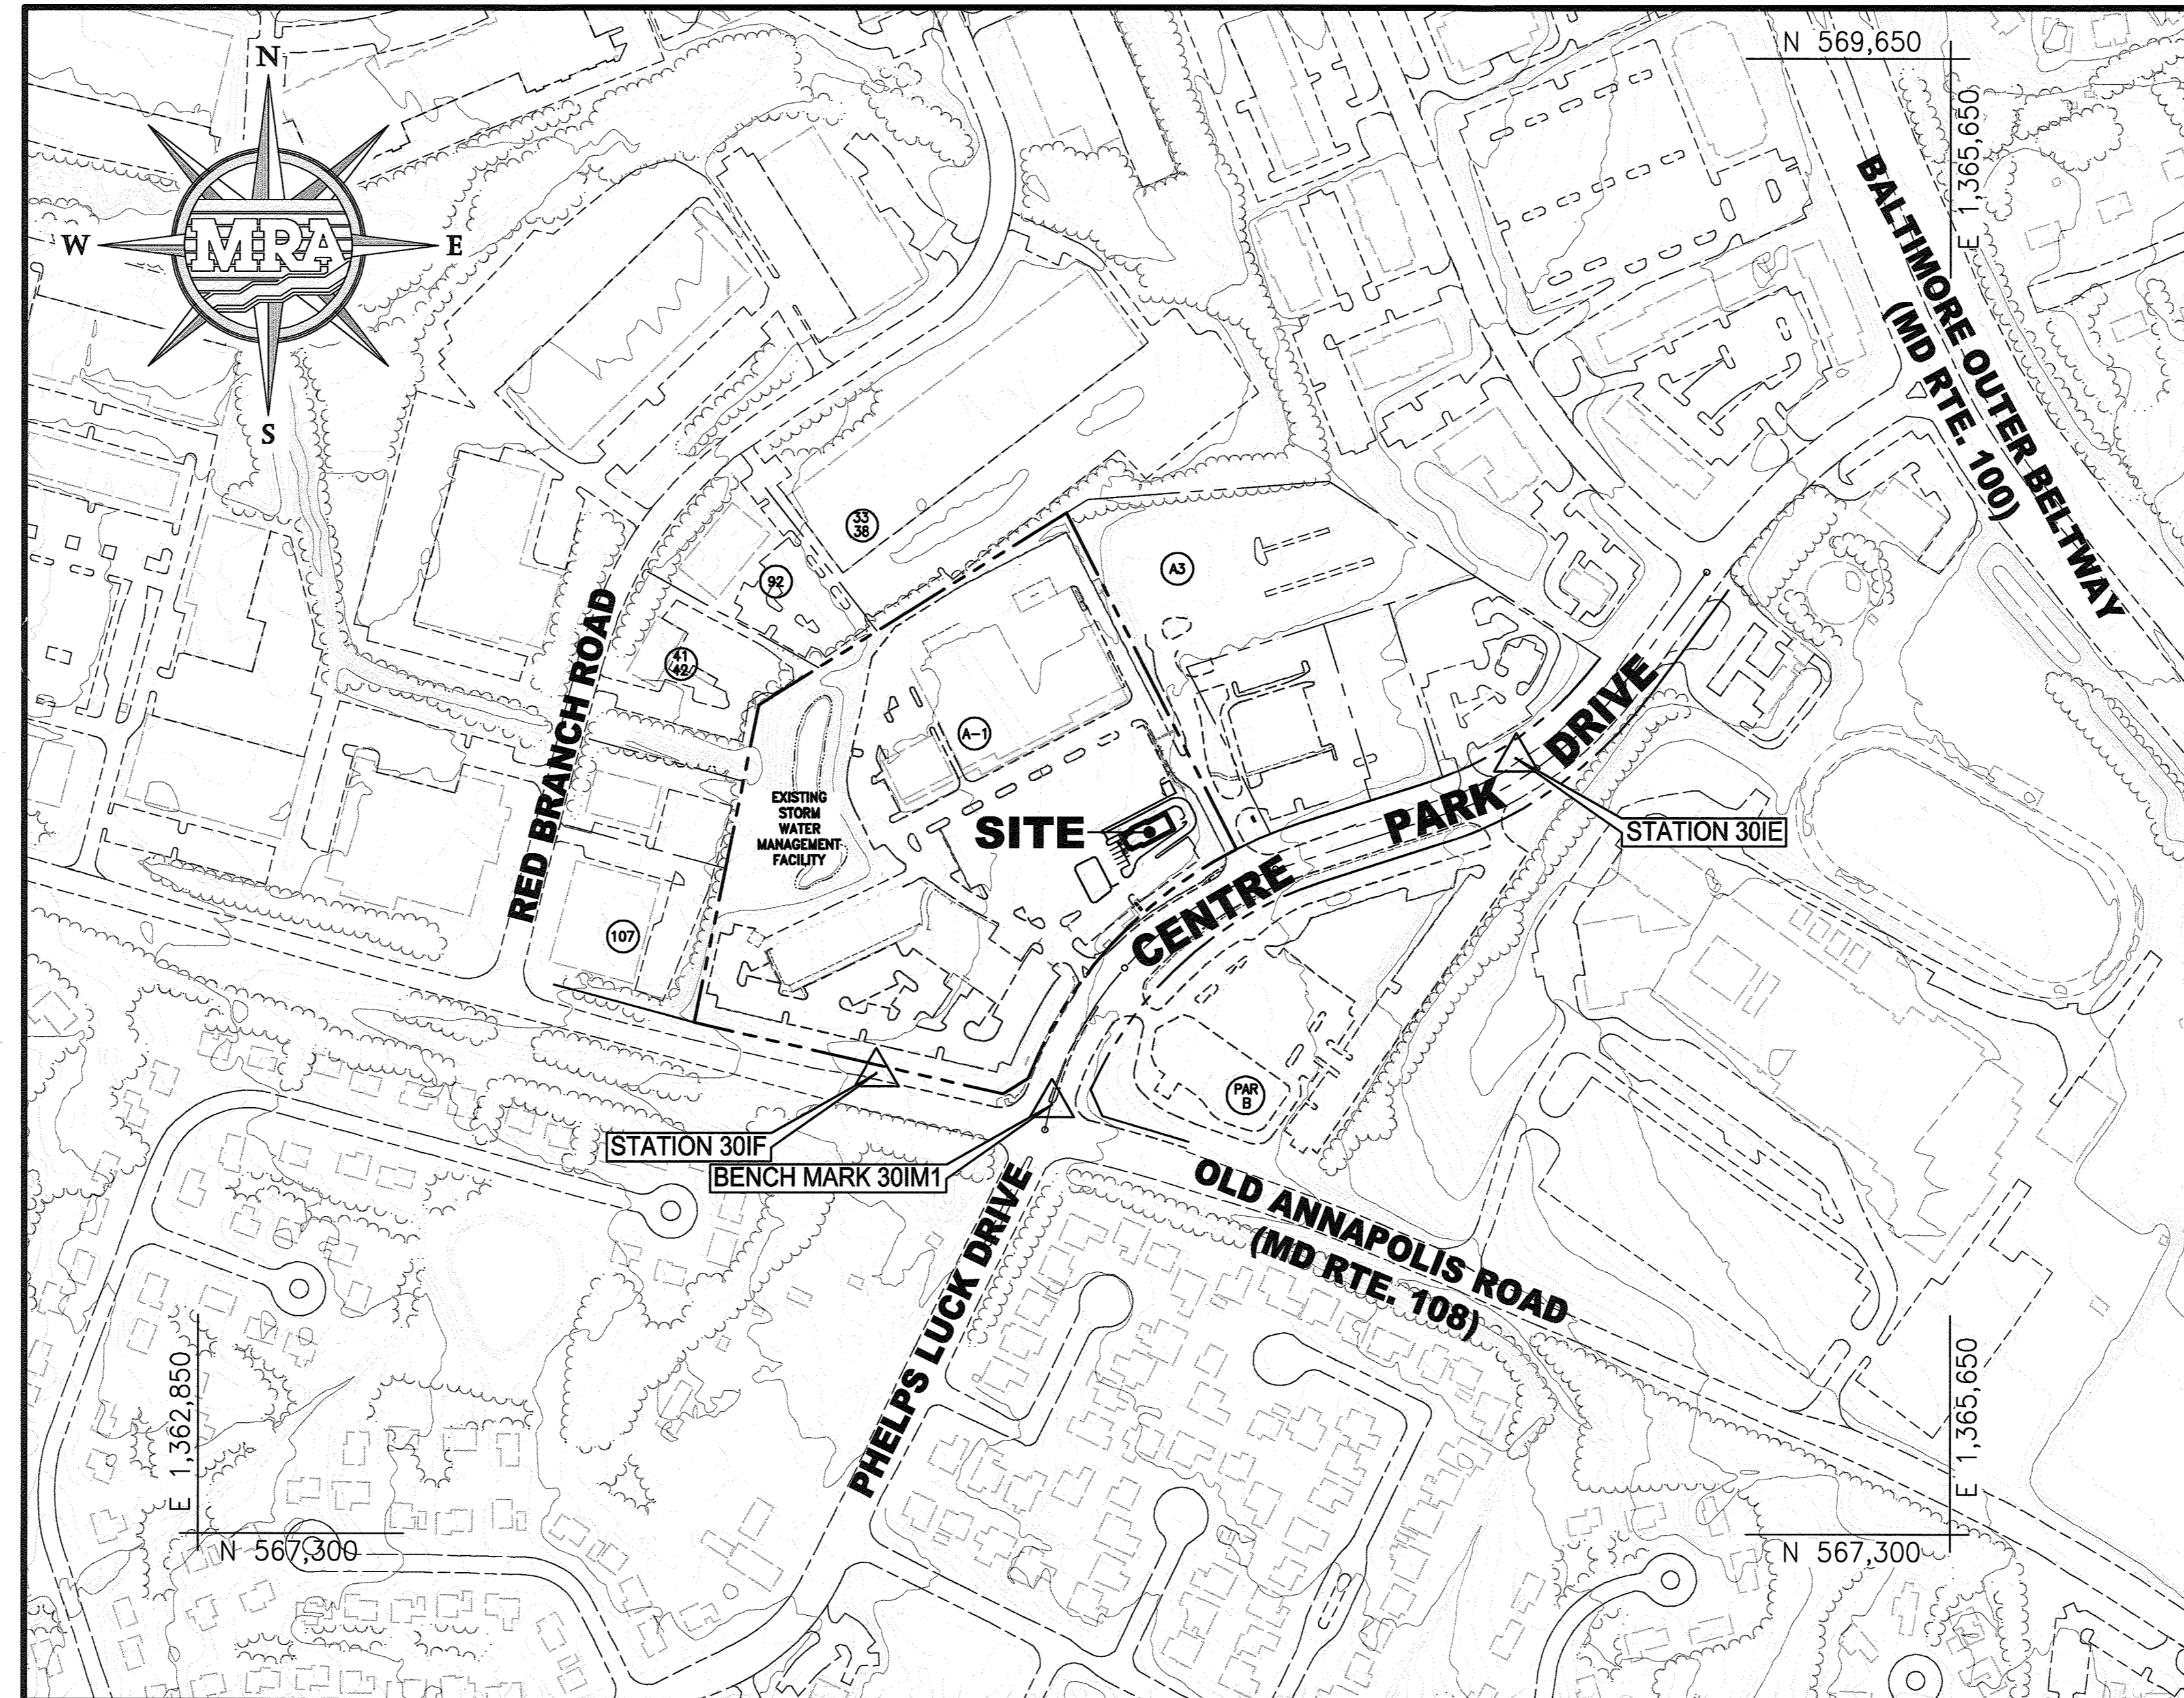 N 569,650
E 1,365,650
N
W
MRA
E
S
BALTIMORE OUTER BELTWAY
(MD RTE. 100)
33
38
92
A3
41
42
RED BRANCH ROAD
A-1
EXISTING
STORM
WATER
MANAGEMENT
FACILITY
SITE
CENTRE PARK DRIVE
STATION 30IE
107
PAR
B
STATION 30IF
BENCH MARK 30IM1
OLD ANNAPOLIS ROAD
(MD RTE. 108)
PHELPS LUCK DRIVE
E 1,362,850
N 567,300
E 1,365,650
N 567,300